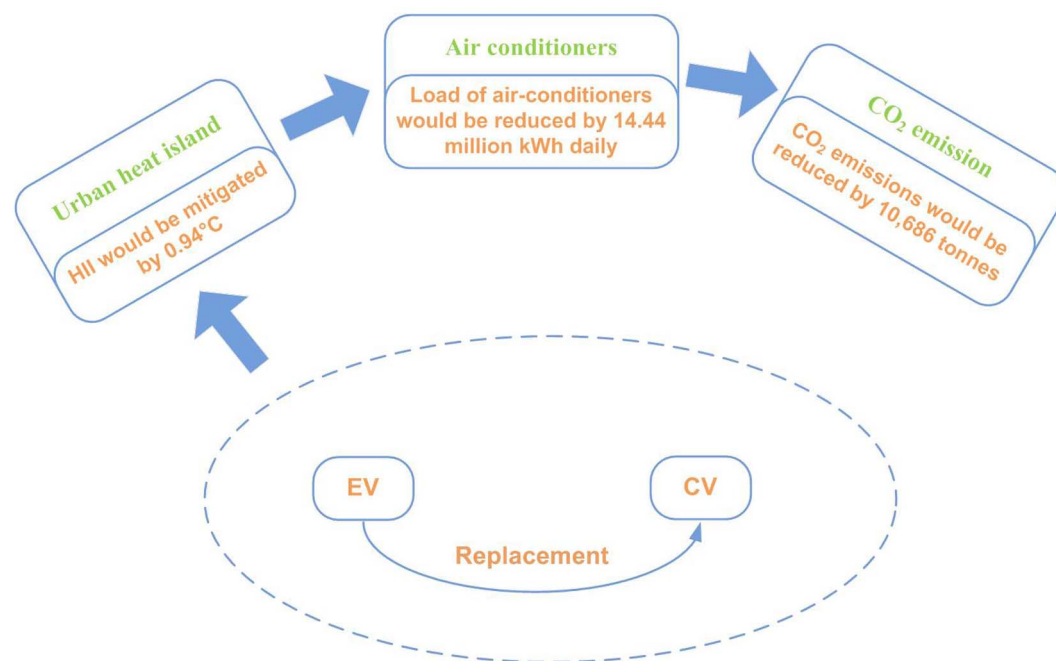 Urban heat island
HII would be mitigated
by 0.94°C
Air conditioners
Load of air-conditioners
would be reduced by 14.44
million kWh daily
CO₂ emission
CO₂ emissions would be
reduced by 10,686 tonnes
EV
CV
Replacement